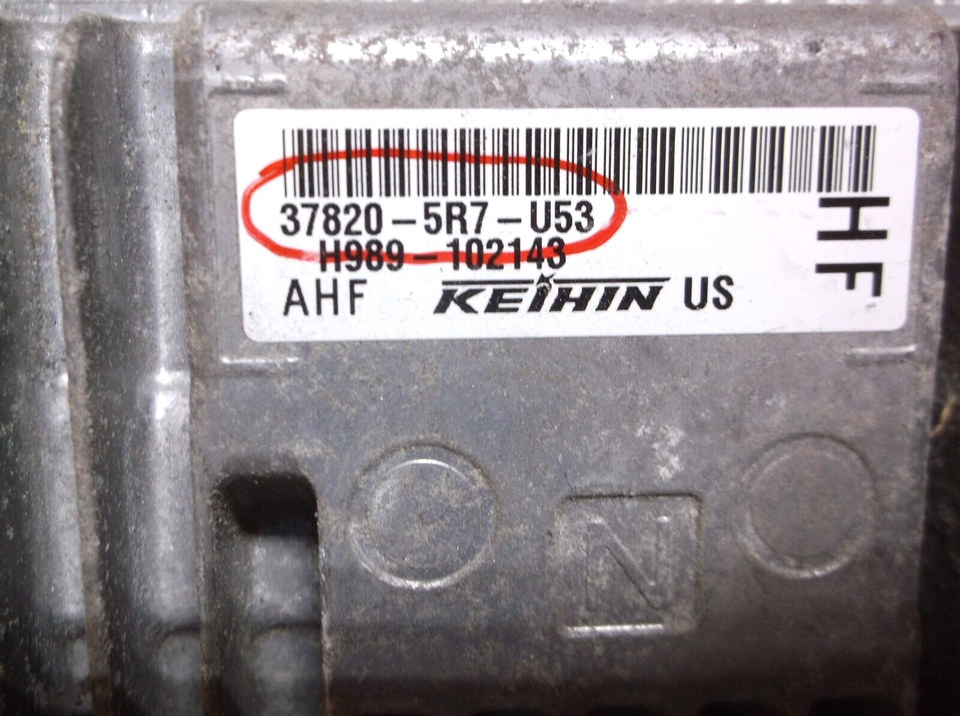 37820-5R7-U53
H989-102143
AHF KEIHIN US
HF
N